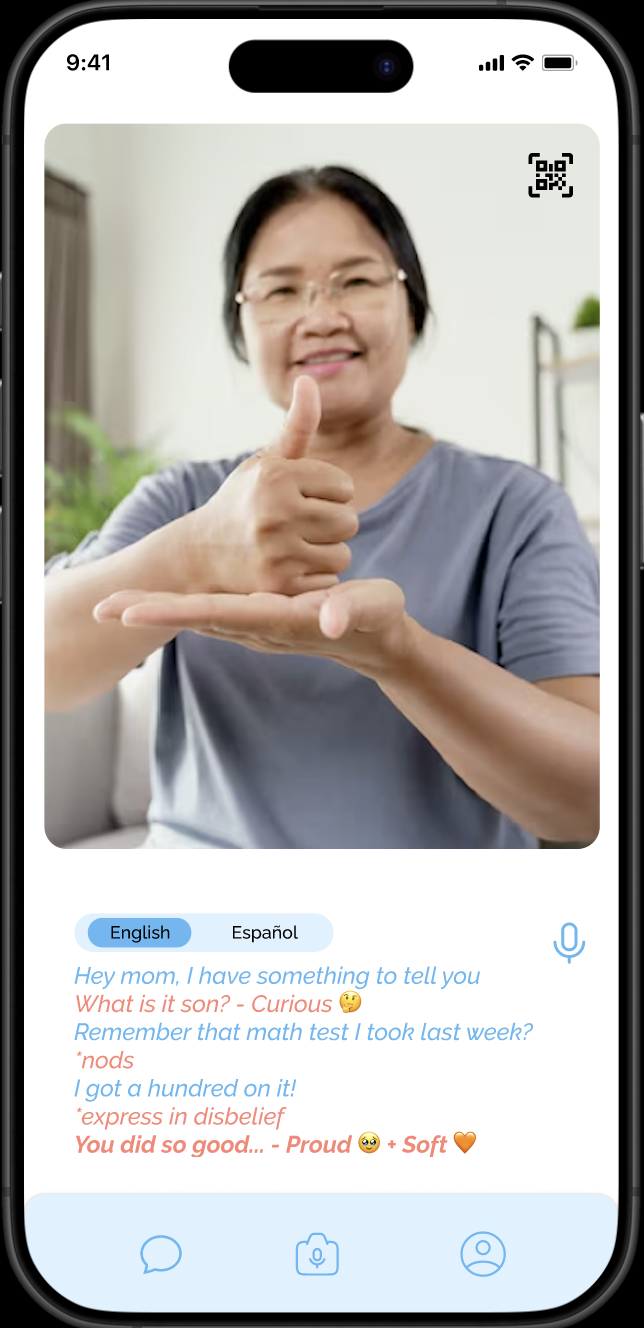 9:41
English Español
Hey mom, I have something to tell you
What is it son? - Curious 🤔
Remember that math test I took last week?
*nods
I got a hundred on it!
*express in disbelief
You did so good... - Proud 🥹 + Soft 🧡